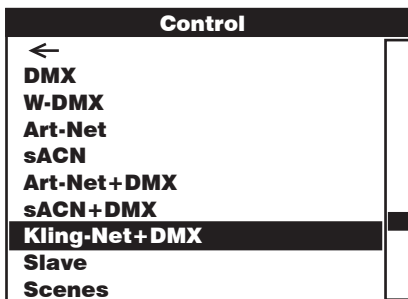 Control
←
DMX
W-DMX
Art-Net
sACN
Art-Net+DMX
sACN+DMX
Kling-Net+DMX
Slave
Scenes